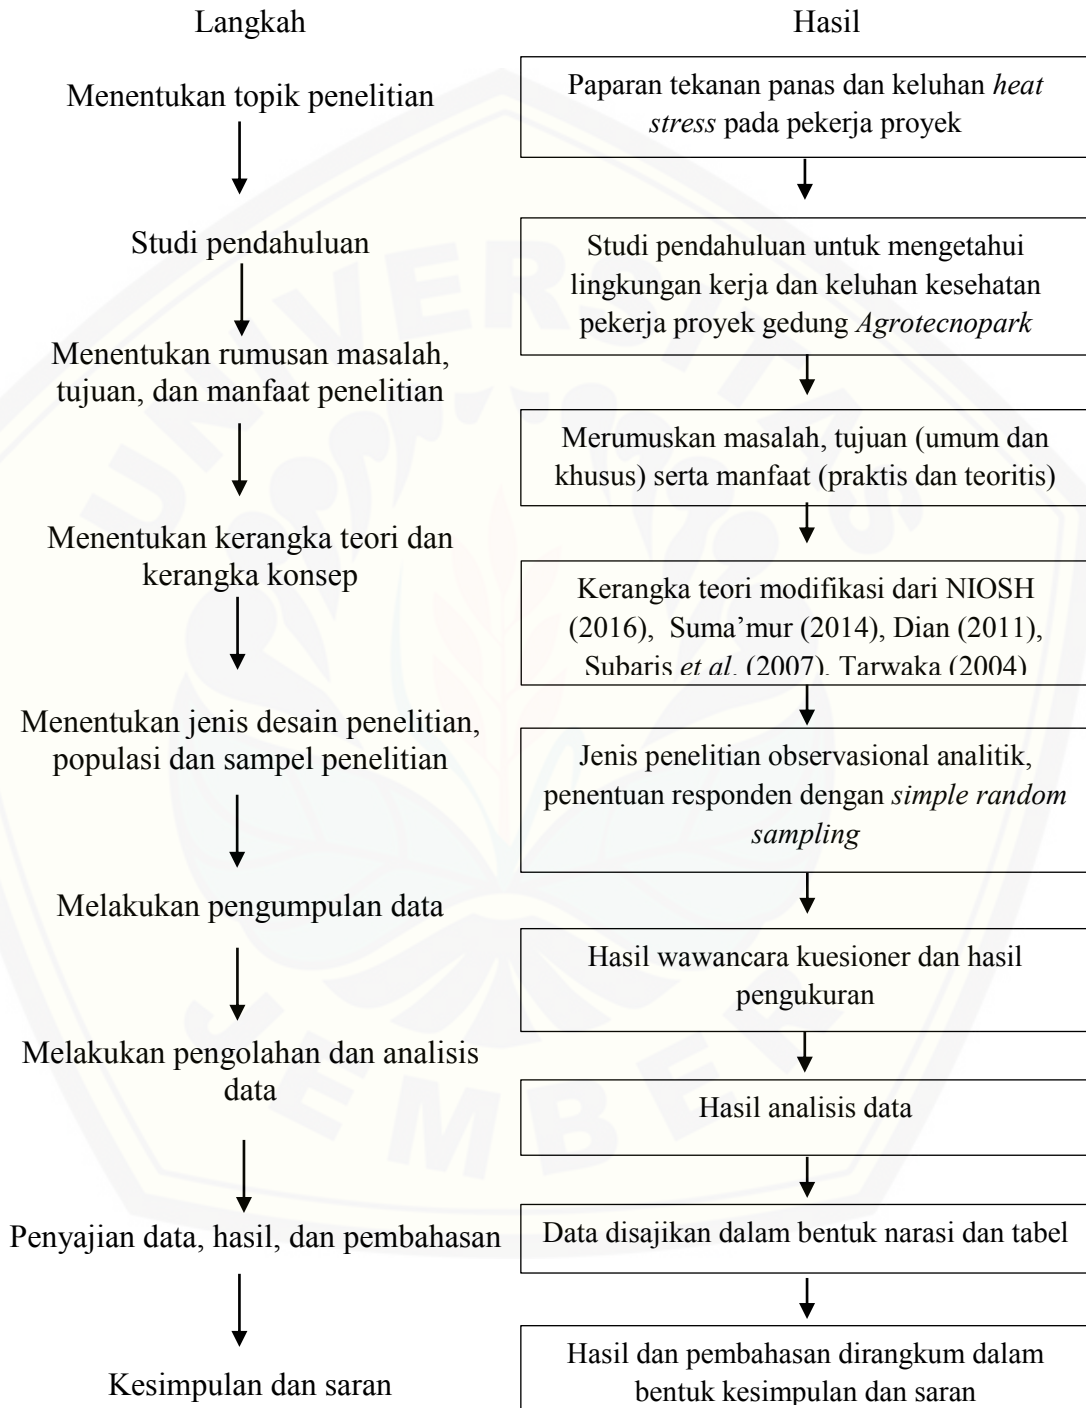 Langkah
Hasil
Menentukan topik penelitian
Paparan tekanan panas dan keluhan heat
stress pada pekerja proyek
Studi pendahuluan
Studi pendahuluan untuk mengetahui
lingkungan kerja dan keluhan kesehatan
pekerja proyek gedung Agrotecnopark
Menentukan rumusan masalah,
tujuan, dan manfaat penelitian
Merumuskan masalah, tujuan (umum dan
khusus) serta manfaat (praktis dan teoritis)
Menentukan kerangka teori dan
kerangka konsep
Kerangka teori modifikasi dari NIOSH
(2016), Suma’mur (2014), Dian (2011),
Subaris et al. (2007), Tarwaka (2004)
Menentukan jenis desain penelitian,
populasi dan sampel penelitian
Jenis penelitian observasional analitik,
penentuan responden dengan simple random
sampling
Melakukan pengumpulan data
Hasil wawancara kuesioner dan hasil
pengukuran
Melakukan pengolahan dan analisis
data
Hasil analisis data
Penyajian data, hasil, dan pembahasan
Data disajikan dalam bentuk narasi dan tabel
Kesimpulan dan saran
Hasil dan pembahasan dirangkum dalam
bentuk kesimpulan dan saran
UNIVERSITAS
JEMBER